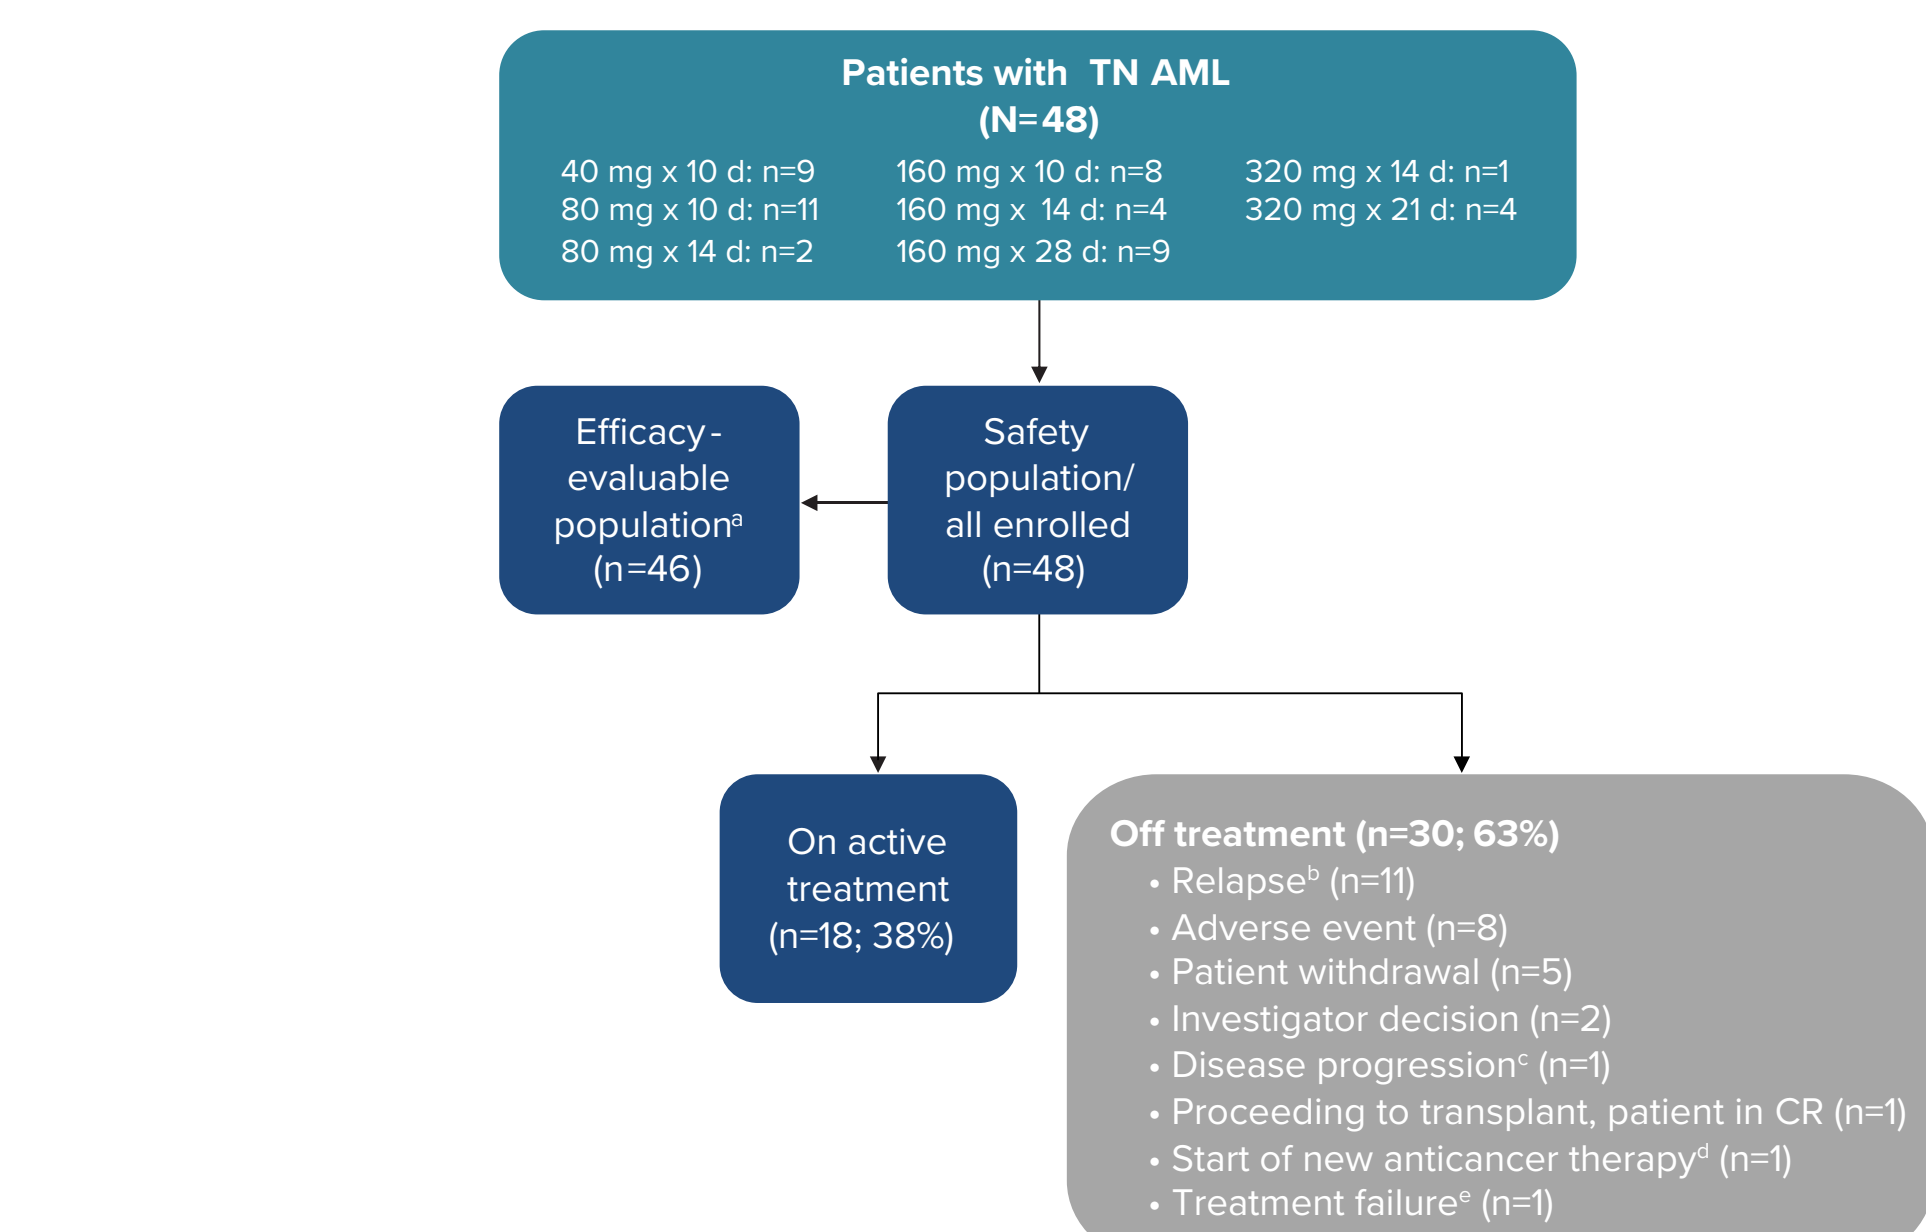 Patients with TN AML
(N=48)
40 mg x 10 d: n=9
80 mg x 10 d: n=11
80 mg x 14 d: n=2
160 mg x 10 d: n=8
160 mg x 14 d: n=4
160 mg x 28 d: n=9
320 mg x 14 d: n=1
320 mg x 21 d: n=4
Efficacy-
evaluable
populationᵃ
(n=46)
Safety
population/
all enrolled
(n=48)
On active
treatment
(n=18; 38%)
Off treatment (n=30; 63%)
• Relapseᵇ (n=11)
• Adverse event (n=8)
• Patient withdrawal (n=5)
• Investigator decision (n=2)
• Disease progressionᶜ (n=1)
• Proceeding to transplant, patient in CR (n=1)
• Start of new anticancer therapyᵈ (n=1)
• Treatment failureᵉ (n=1)